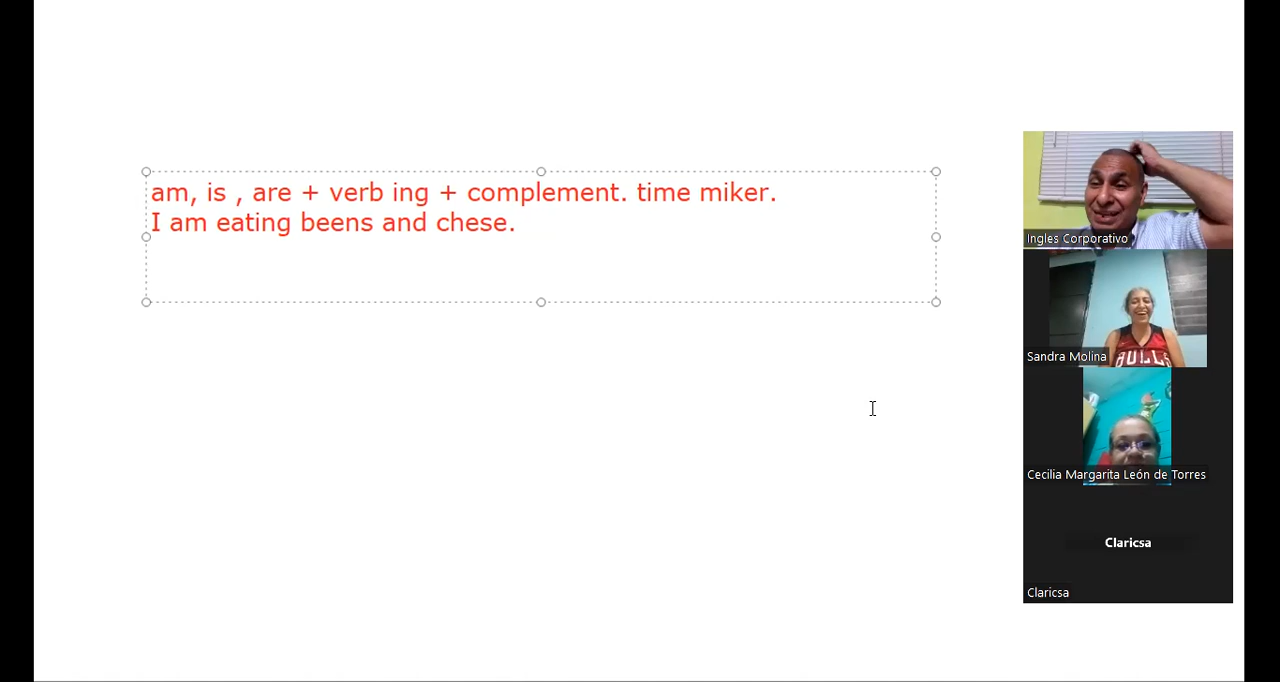 am, is , are + verb ing + complement. time miker.
I am eating beens and chese.
Ingles Corporativo
BULLS
Sandra Molina
Cecilia Margarita León de Torres
Claricsa
Claricsa